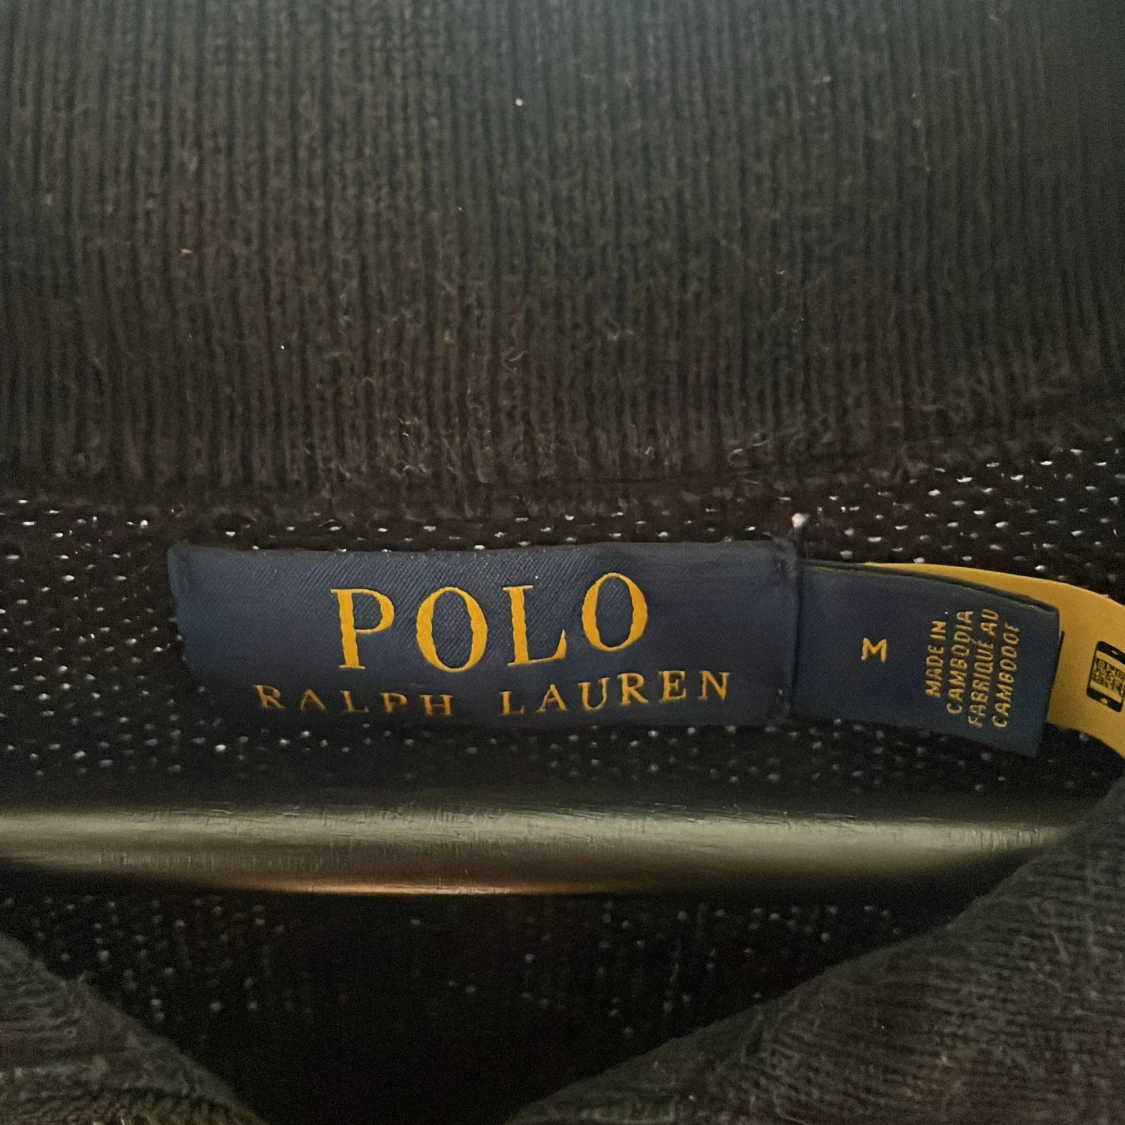 POLO
RALPH LAUREN
M
MADE IN
CAMBODIA
FABRIQUÉ AU
CAMBODGE